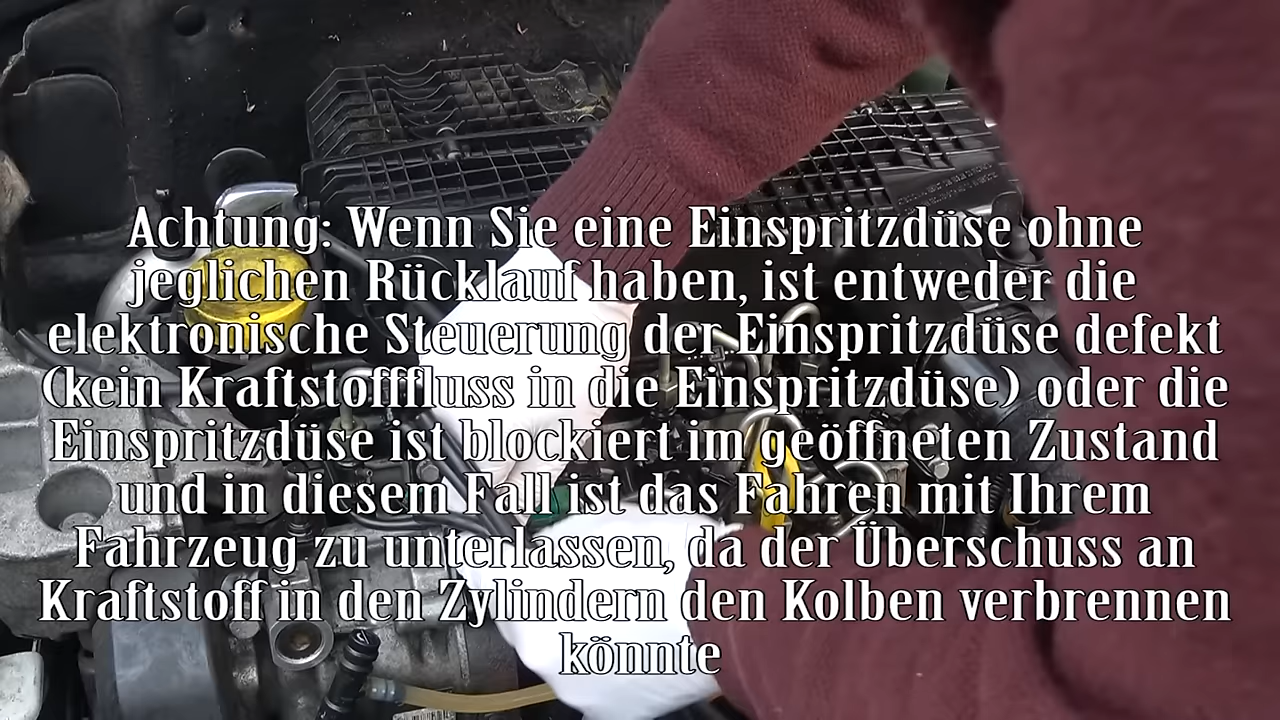 Achtung: Wenn Sie eine Einspritzdüse ohne
jeglichen Rücklauf haben, ist entweder die
elektronische Steuerung der Einspritzdüse defekt
(kein Kraftstofffluss in die Einspritzdüse) oder die
Einspritzdüse ist blockiert im geöffneten Zustand
und in diesem Fall ist das Fahren mit Ihrem
Fahrzeug zu unterlassen, da der Überschuss an
Kraftstoff in den Zylindern den Kolben verbrennen
könnte